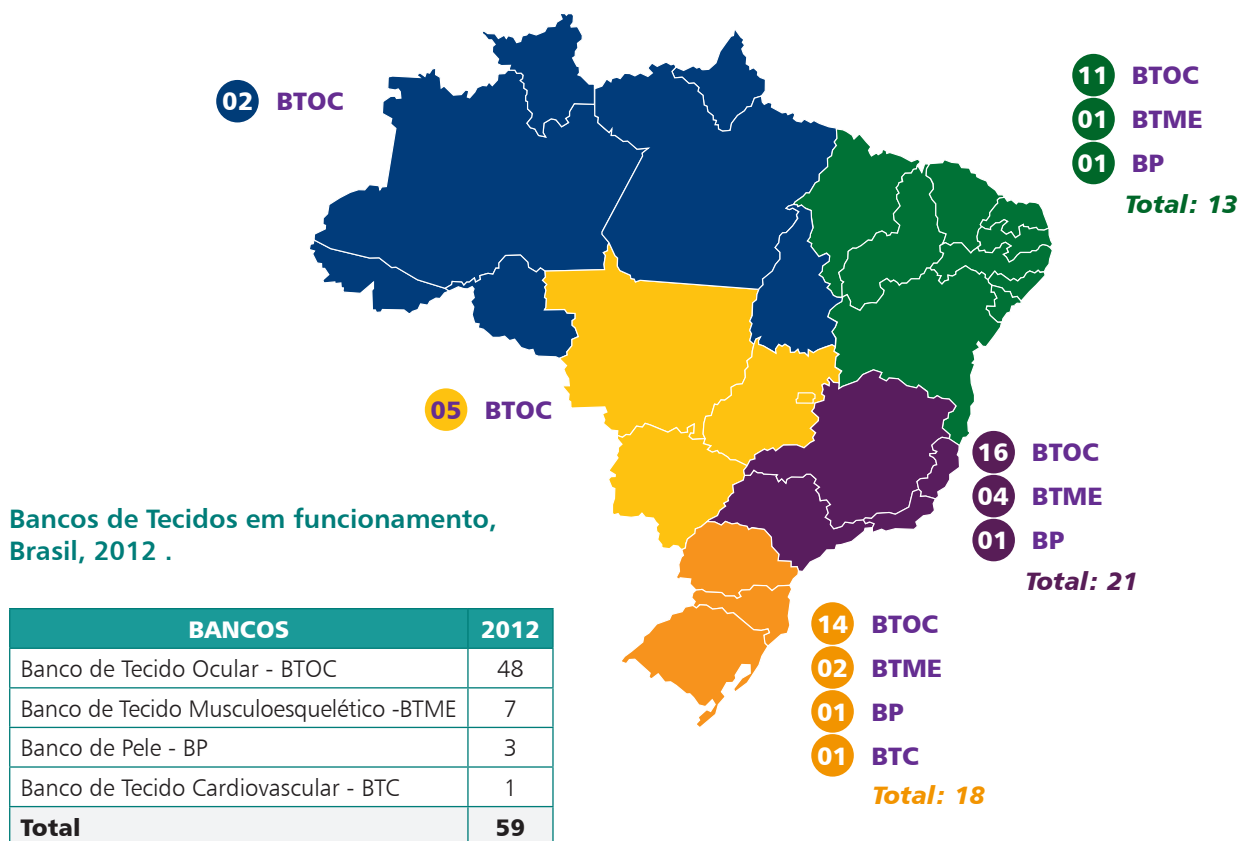 02 BTOC
11 BTOC
01 BTME
01 BP
Total: 13
05 BTOC
16 BTOC
04 BTME
01 BP
Total: 21
14 BTOC
02 BTME
01 BP
01 BTC
Total: 18
Bancos de Tecidos em funcionamento,
Brasil, 2012 .
BANCOS 2012
Banco de Tecido Ocular - BTOC 48
Banco de Tecido Musculoesquelético -BTME 7
Banco de Pele - BP 3
Banco de Tecido Cardiovascular - BTC 1
Total 59